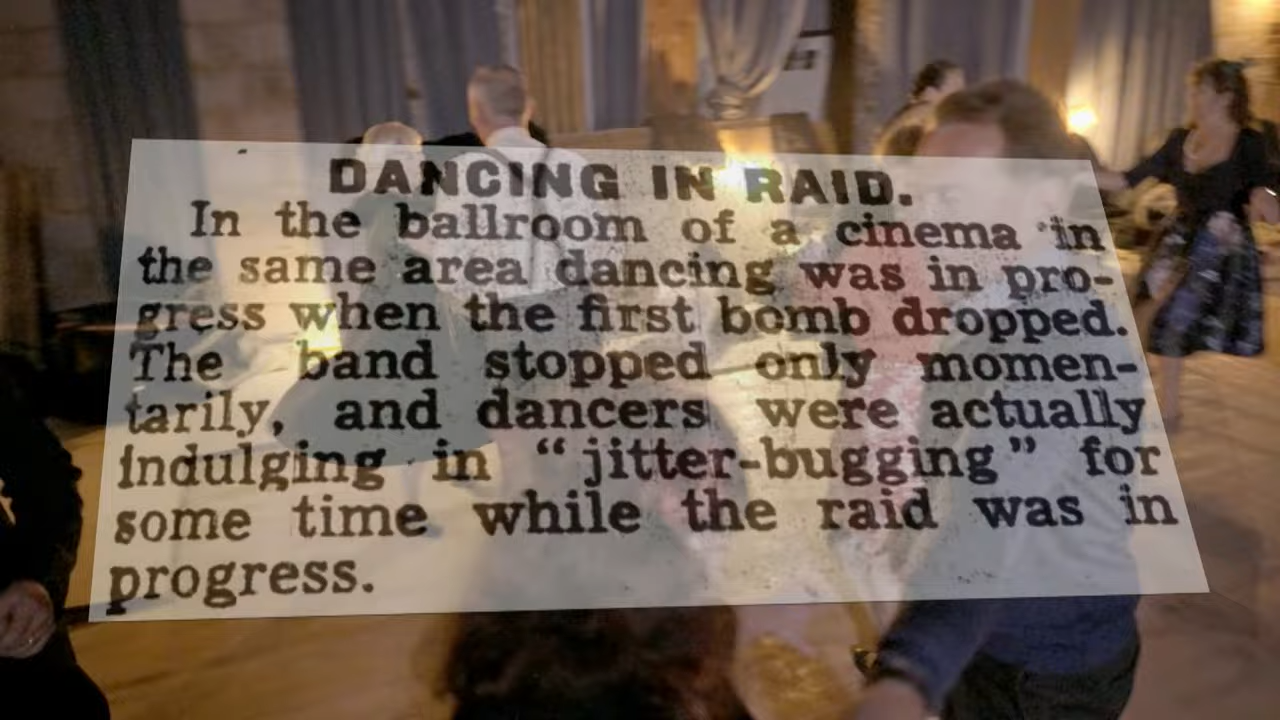 DANCING IN RAID.
In the ballroom of a cinema in
the same area dancing was in pro-
gress when the first bomb dropped.
The band stopped only momen-
tarily, and dancers were actually
indulging in “jitter-bugging” for
some time while the raid was in
progress.